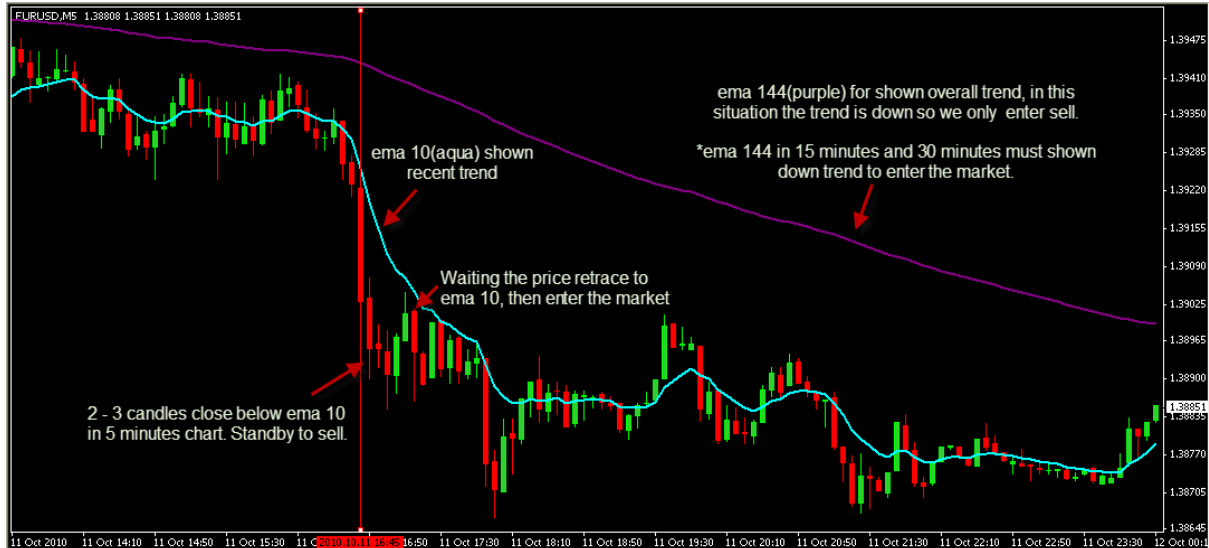 EURUSD,M5 1.38808 1.38851 1.38808 1.38851
1.39475
1.39410
1.39350
1.39285
1.39220
1.39155
1.39090
1.39025
1.38965
1.38900
1.38851
1.38835
1.38770
1.38705
1.38645
ema 144(purple) for shown overall trend, in this
situation the trend is down so we only enter sell.
*ema 144 in 15 minutes and 30 minutes must shown
down trend to enter the market.
ema 10(aqua) shown
recent trend
Waiting the price retrace to
ema 10, then enter the market
2 - 3 candles close below ema 10
in 5 minutes chart. Standby to sell.
11 Oct 2010 11 Oct 14:10 11 Oct 14:50 11 Oct 15:30 11 O 2010.10.11 16:45 16:50 11 Oct 17:30 11 Oct 18:10 11 Oct 18:50 11 Oct 19:30 11 Oct 20:10 11 Oct 20:50 11 Oct 21:30 11 Oct 22:10 11 Oct 22:50 11 Oct 23:30 12 Oct 00:1